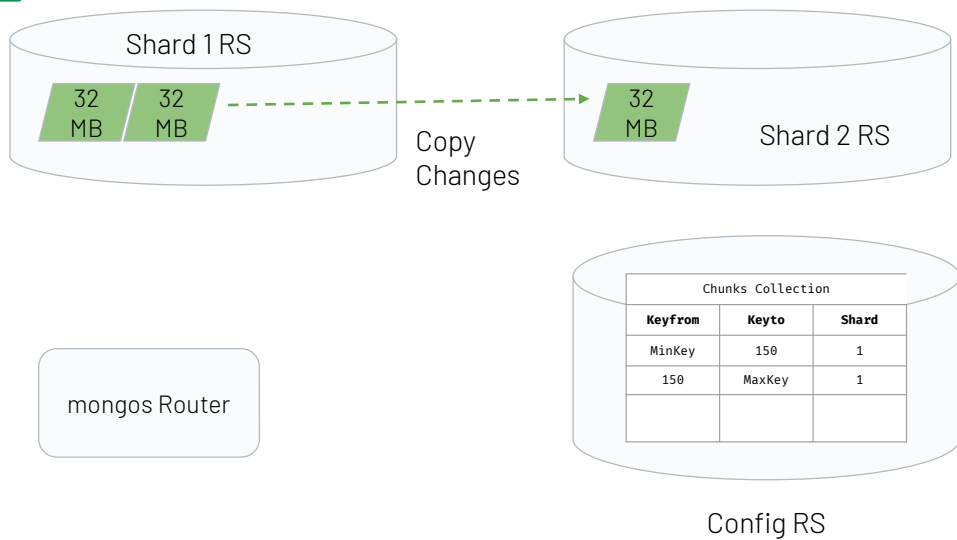 Shard 1 RS
32
MB
32
MB
Copy
Changes
32
MB
Shard 2 RS
mongos Router
Chunks Collection
Keyfrom Keyto Shard
MinKey 150 1
150 MaxKey 1
Config RS